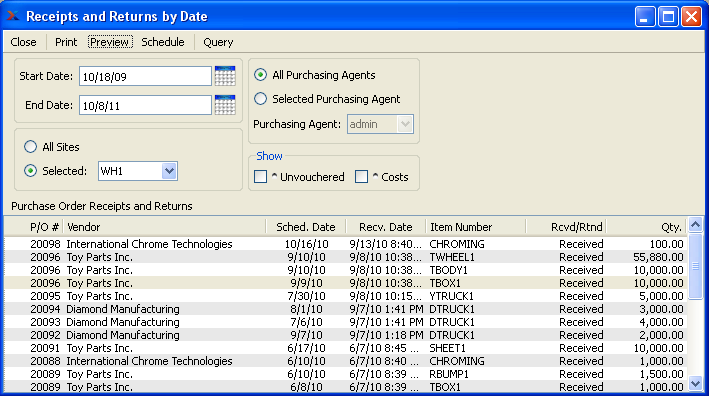 Receipts and Returns by Date
Close Print Preview Schedule Query
Start Date: 10/18/09
End Date: 10/8/11
All Purchasing Agents
Selected Purchasing Agent
Purchasing Agent: admin
All Sites
Selected: WH1
Show
^ Unvouchered ^ Costs
Purchase Order Receipts and Returns
P/O # Vendor Sched. Date Recv. Date Item Number Rcvd/Rtnd Qty.
20098 International Chrome Technologies 10/16/10 9/13/10 8:40... CHROMING Received 100.00
20096 Toy Parts Inc. 9/10/10 9/8/10 10:38... TWHEEL1 Received 55,880.00
20096 Toy Parts Inc. 9/10/10 9/8/10 10:38... TBODY1 Received 10,000.00
20096 Toy Parts Inc. 9/9/10 9/8/10 10:38... TBOX1 Received 10,000.00
20095 Toy Parts Inc. 7/30/10 9/8/10 10:15... YTRUCK1 Received 5,000.00
20094 Diamond Manufacturing 8/1/10 9/7/10 1:41 PM DTRUCK1 Received 3,000.00
20093 Diamond Manufacturing 7/6/10 9/7/10 1:41 PM DTRUCK1 Received 4,000.00
20092 Diamond Manufacturing 9/7/10 9/7/10 1:18 PM DTRUCK1 Received 2,000.00
20091 Toy Parts Inc. 6/17/10 6/8/10 8:45 ... SHEET1 Received 10,000.00
20088 International Chrome Technologies 6/10/10 6/7/10 8:40 ... CHROMING Received 1,000.00
20089 Toy Parts Inc. 6/9/10 6/7/10 8:39 ... RBUMP1 Received 1,500.00
20089 Toy Parts Inc. 6/8/10 6/7/10 8:39 ... TBOX1 Received 10,000.00